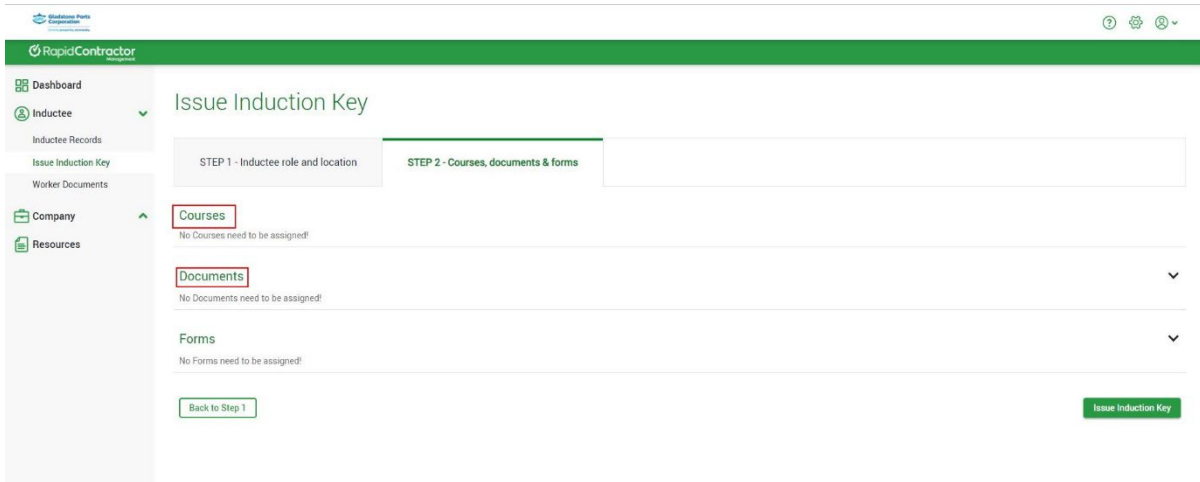 Gladstone Ports
Corporation
RapidContractor
Management
Dashboard
Inductee
Inductee Records
Issue Induction Key
Worker Documents
Company
Resources
Issue Induction Key
STEP 1 - Inductee role and location
STEP 2 - Courses, documents & forms
Courses
No Courses need to be assigned!
Documents
No Documents need to be assigned!
Forms
No Forms need to be assigned!
Back to Step 1
Issue Induction Key